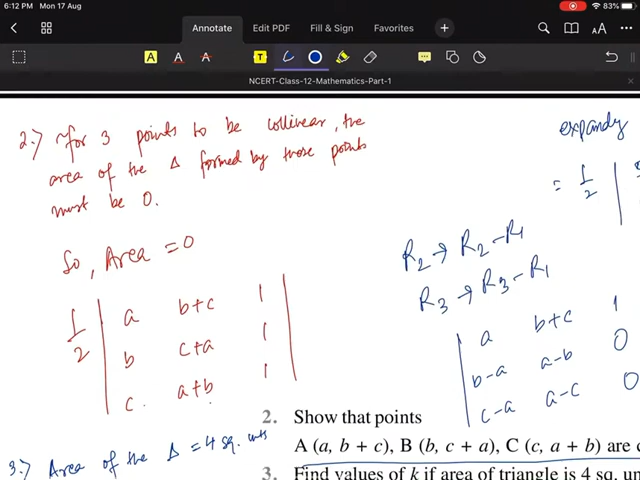 6:12 PM Mon 17 Aug
83%
Annotate Edit PDF Fill & Sign Favorites
NCERT-Class-12-Mathematics-Part-1
2.) For 3 points to be collinear, the
area of the Δ formed by those points
must be 0.
So, Area = 0
1/2 | a b+c 1 |
| b c+a 1 |
| c a+b 1 |
3.) Area of the Δ = 4 sq. units
expandy
= 1/2 |
R2 → R2 - R1
R3 → R3 - R1
| a b+c 1
| b-a a-b 0
| c-a a-c 0
2. Show that points
A (a, b + c), B (b, c + a), C (c, a + b) are c
3. Find values of k if area of triangle is 4 sq. un